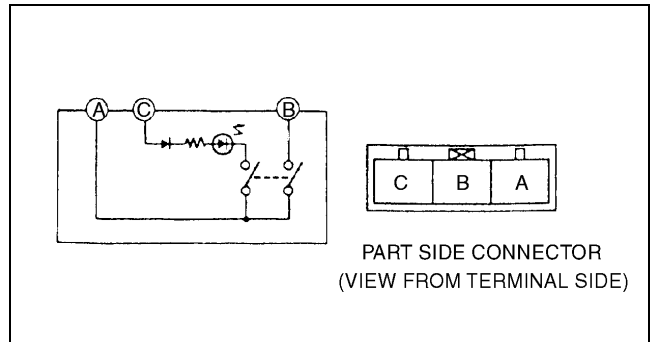 A C B
C B A
PART SIDE CONNECTOR
(VIEW FROM TERMINAL SIDE)